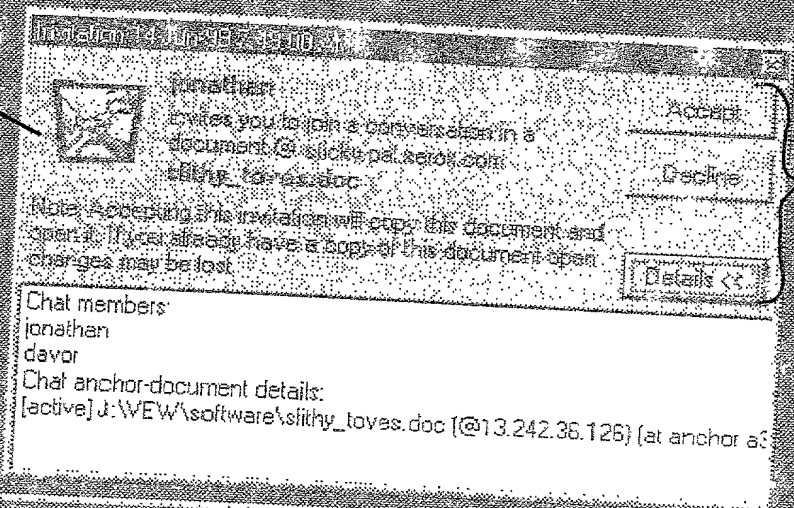 jonathan
invites you to join a conversation in a
document @ sticky.pal.xerox.com
slithy_toves.doc
Accept
Decline
Note: Accepting this invitation will copy this document and
open it. If you already have a copy of this document open
changes may be lost.
Details <<
Chat members:
jonathan
davor
Chat anchor-document details:
[active] J:\VEW\software\slithy_toves.doc {@13.242.36.126} (at anchor a3